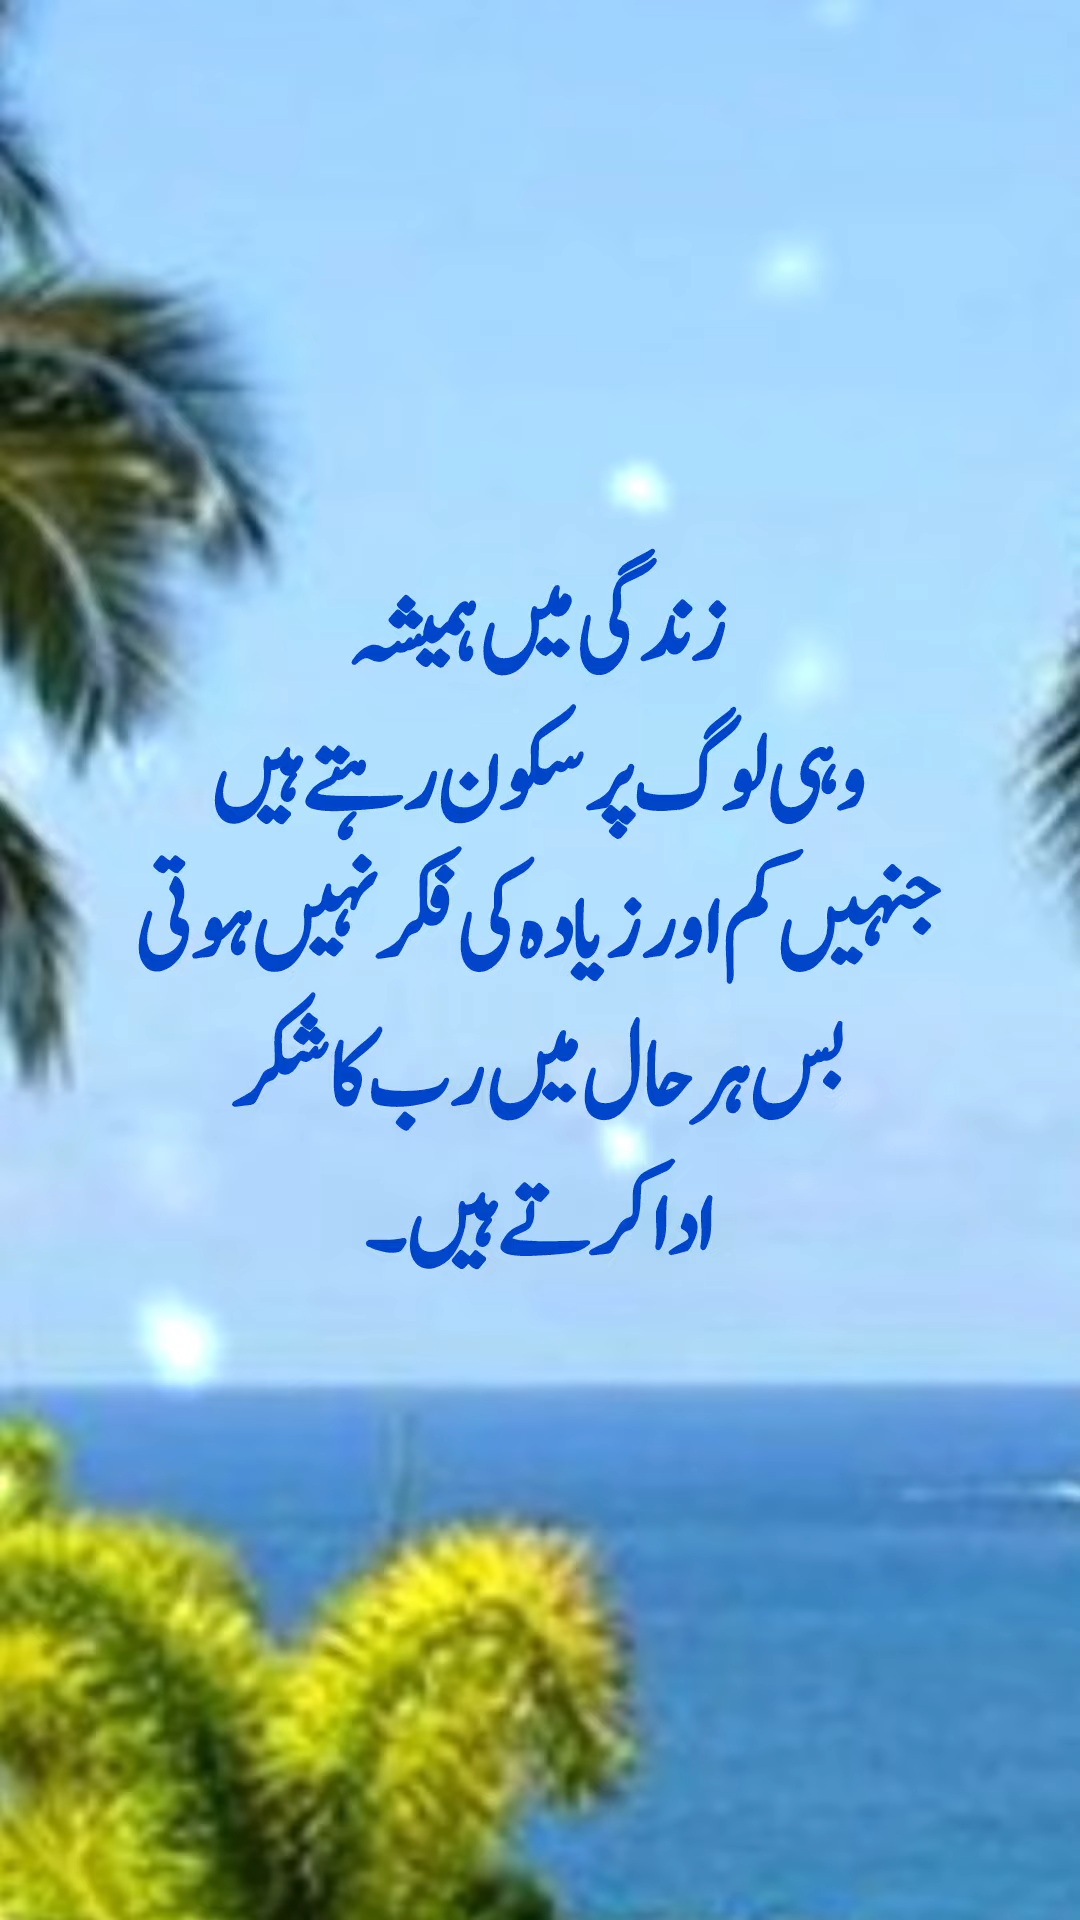 زندگی میں ہمیشہ
وہی لوگ پر سکون رہتے ہیں
جنہیں کم اور زیادہ کی فکر نہیں ہوتی
بس ہر حال میں رب کا شکر
ادا کرتے ہیں۔